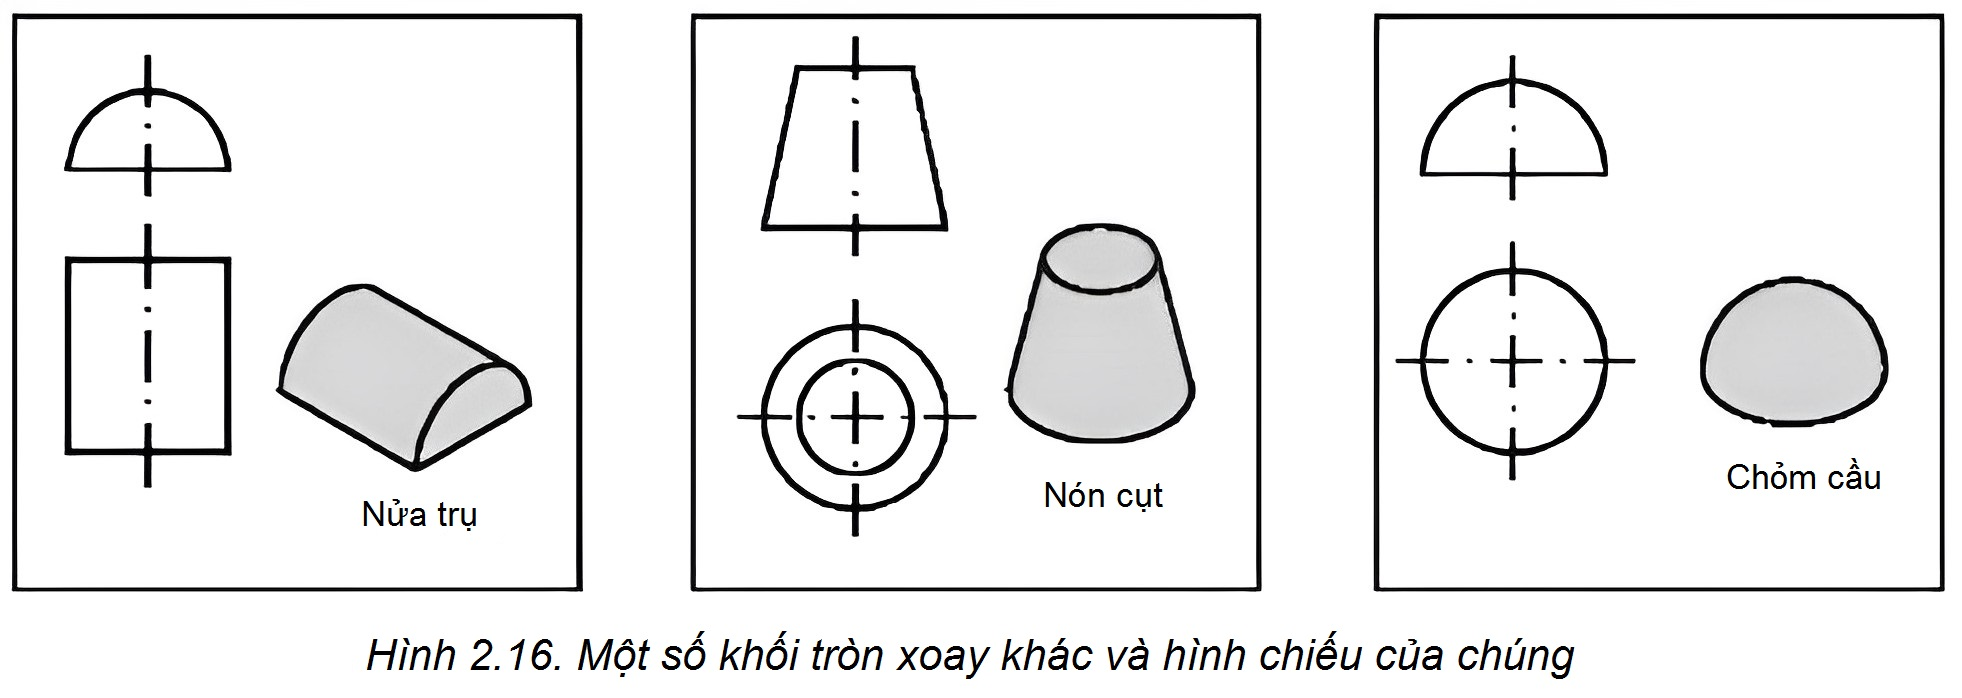 Nửa trụ
Nón cụt
Chỏm cầu
Hình 2.16. Một số khối tròn xoay khác và hình chiếu của chúng